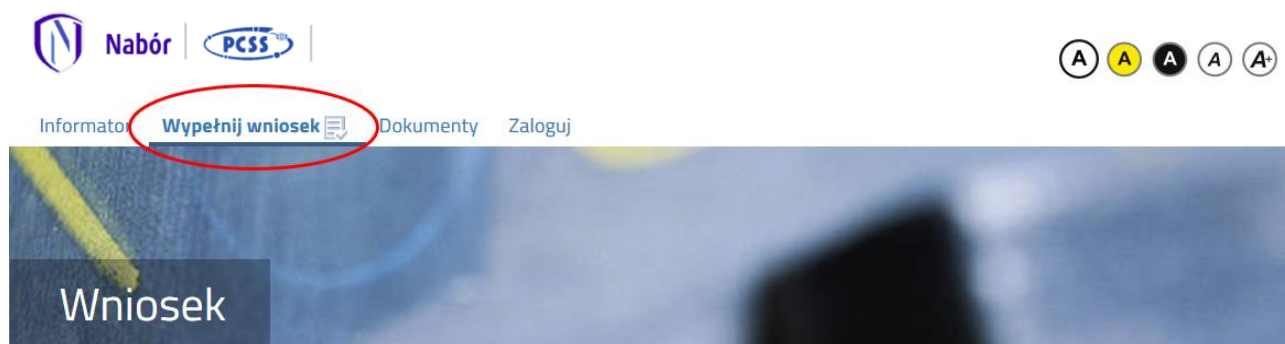 Nabór PCSS
A A A A A+
Informator Wypełnij wniosek Dokumenty Zaloguj
Wniosek